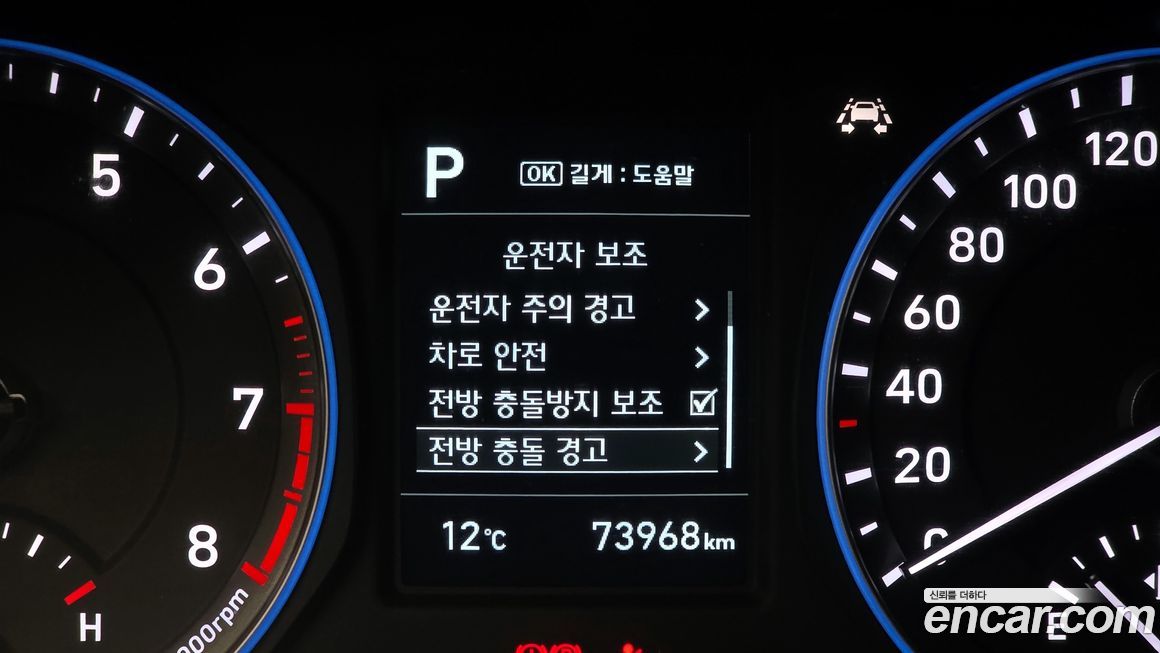 P
OK 길게 : 도움말
운전자 보조
운전자 주의 경고
차로 안전
전방 충돌방지 보조
전방 충돌 경고
12℃ 73968km
5
6
7
8
H
000rpm
120
100
80
60
40
20
0
E
신뢰를 더하다
encar.com